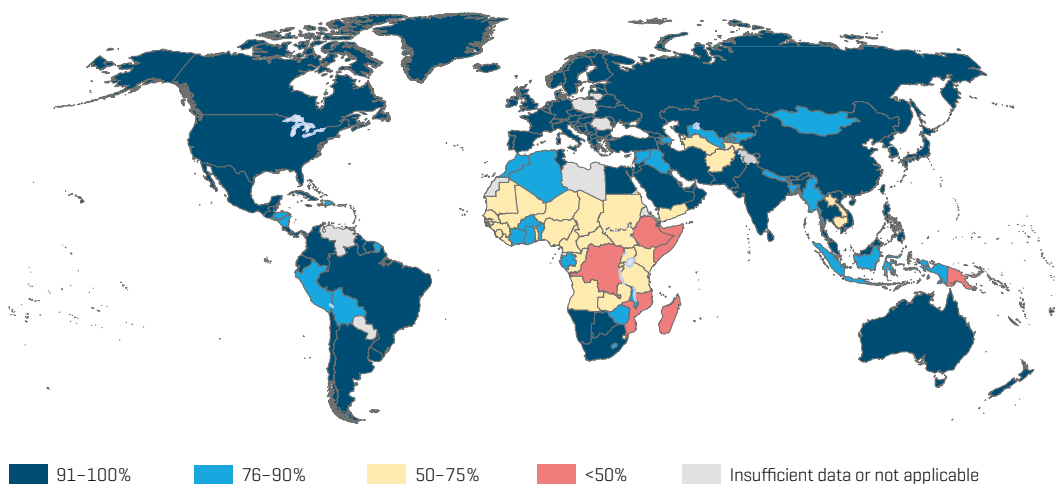 91–100% 76–90% 50–75% <50% Insufficient data or not applicable